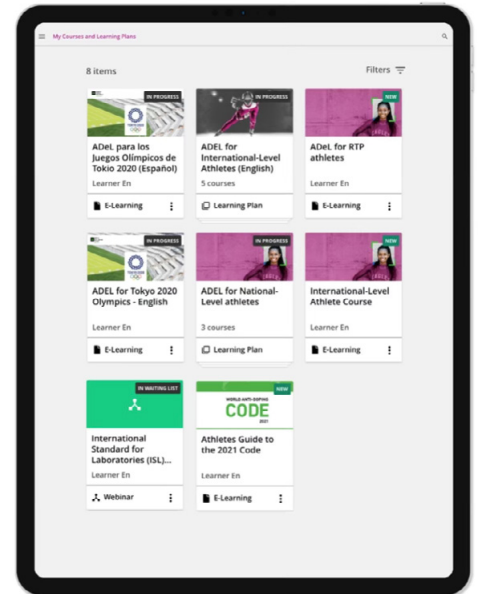 My Courses and Learning Plans
8 items
Filters
IN PROGRESS
TOKYO 2020
ADeL para los
Juegos Olímpicos de
Tokio 2020 (Español)
Learner En
E-Learning
IN PROGRESS
ADEL for
International-Level
Athletes (English)
5 courses
Learning Plan
NEW
ADeL for RTP
athletes
Learner En
E-Learning
IN PROGRESS
ADEL for Tokyo 2020
Olympics - English
Learner En
E-Learning
IN PROGRESS
ADEL for National-
Level athletes
3 courses
Learning Plan
NEW
International-Level
Athlete Course
Learner En
E-Learning
IN WAITING LIST
International
Standard for
Laboratories (ISL)...
Learner En
Webinar
NEW
WORLD ANTI-DOPING
CODE
2021
Athletes Guide to
the 2021 Code
Learner En
E-Learning